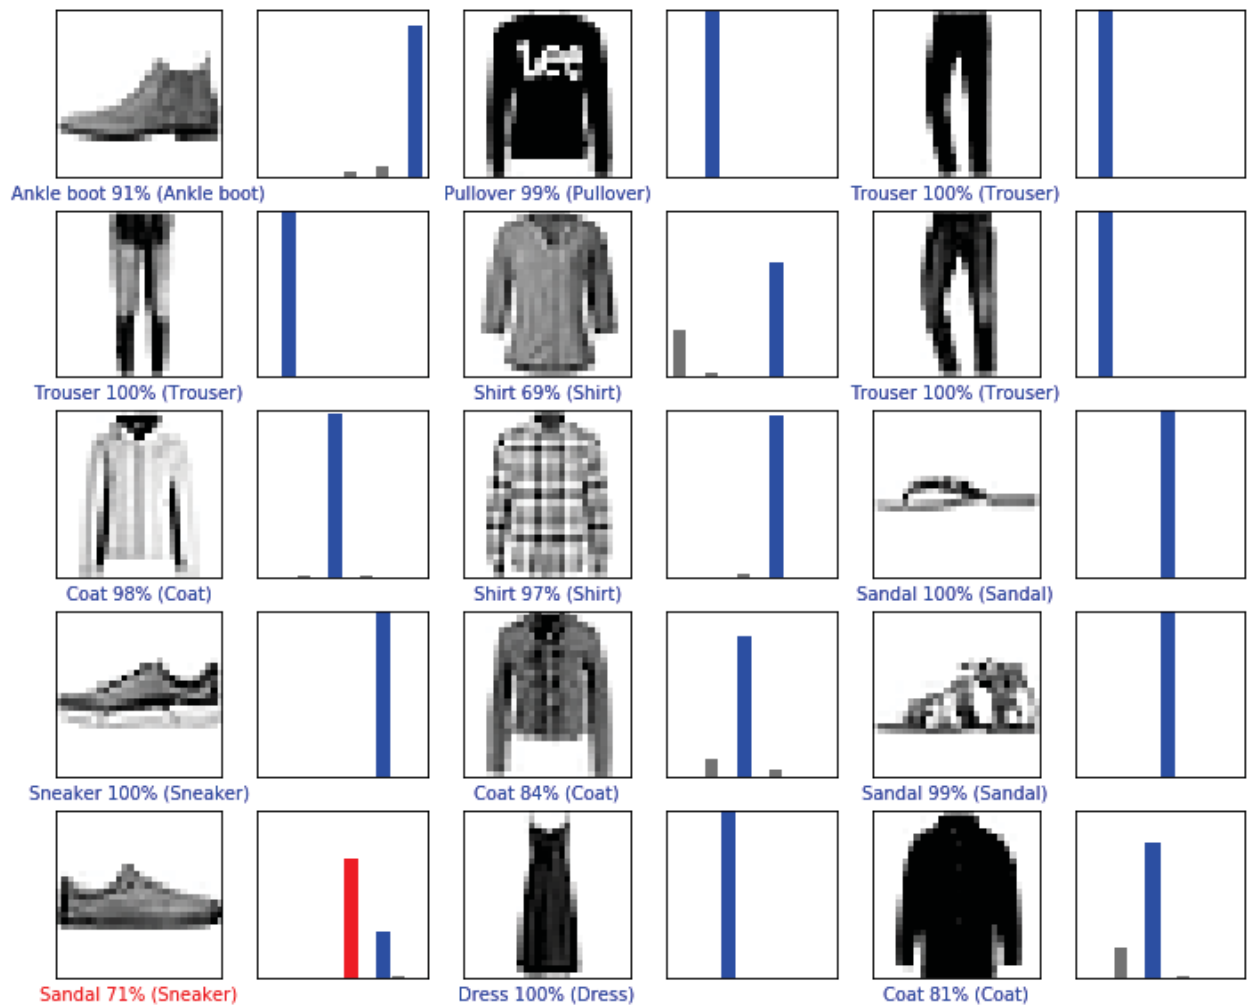 Lee
Ankle boot 91% (Ankle boot)
Pullover 99% (Pullover)
Trouser 100% (Trouser)
Trouser 100% (Trouser)
Shirt 69% (Shirt)
Trouser 100% (Trouser)
Coat 98% (Coat)
Shirt 97% (Shirt)
Sandal 100% (Sandal)
Sneaker 100% (Sneaker)
Coat 84% (Coat)
Sandal 99% (Sandal)
Sandal 71% (Sneaker)
Dress 100% (Dress)
Coat 81% (Coat)